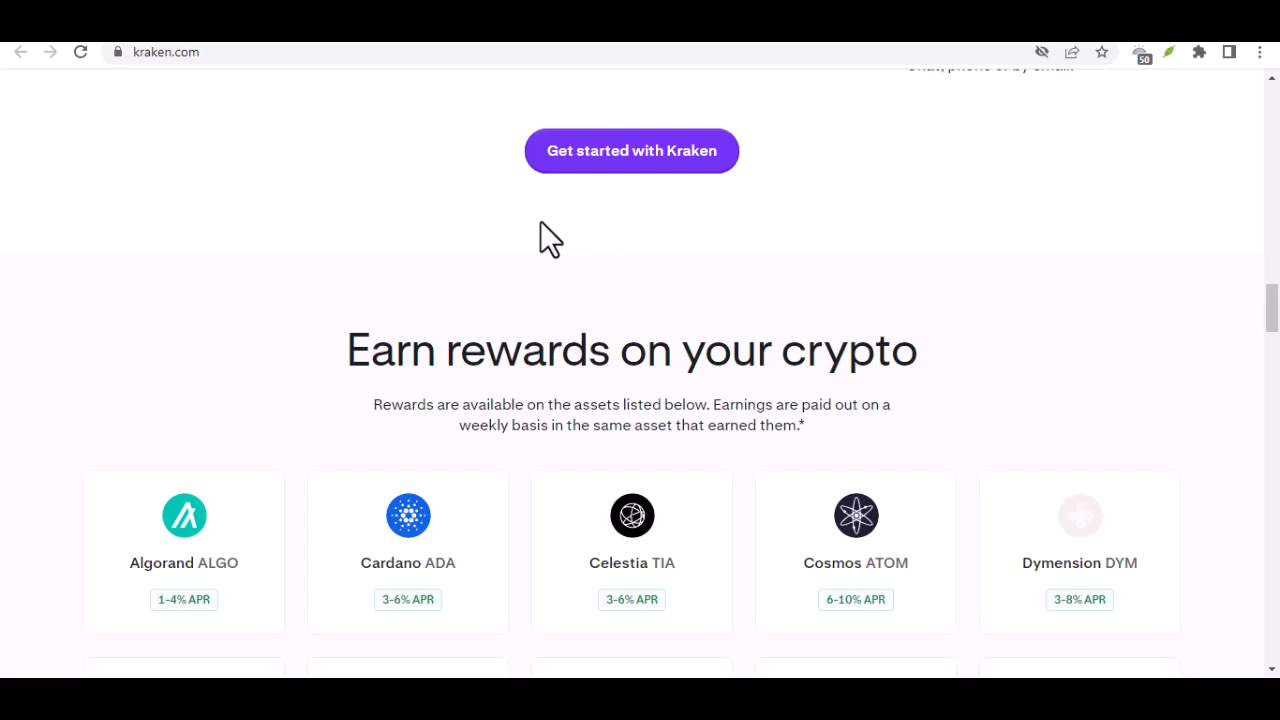 kraken.com
50
Get started with Kraken
Earn rewards on your crypto
Rewards are available on the assets listed below. Earnings are paid out on a
weekly basis in the same asset that earned them.*
Algorand ALGO
1-4% APR
Cardano ADA
3-6% APR
Celestia TIA
3-6% APR
Cosmos ATOM
6-10% APR
Dymension DYM
3-8% APR